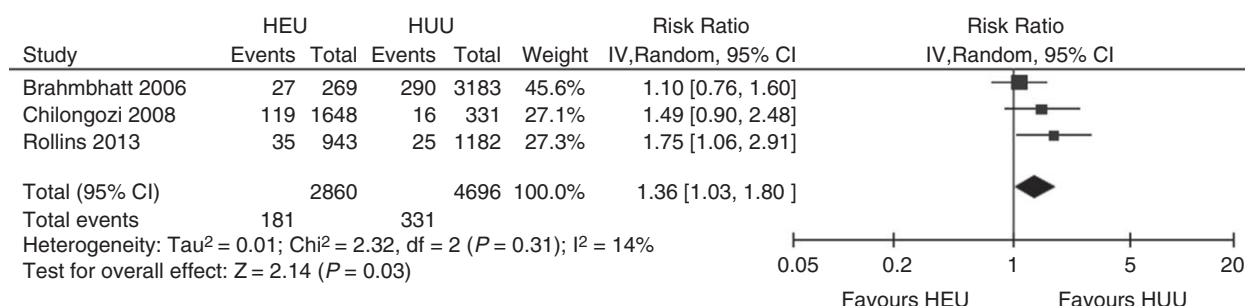 HEU HUU Risk Ratio Risk Ratio
Study Events Total Events Total Weight IV,Random, 95% CI IV,Random, 95% CI
Brahmbhatt 2006 27 269 290 3183 45.6% 1.10 [0.76, 1.60]
Chilongozi 2008 119 1648 16 331 27.1% 1.49 [0.90, 2.48]
Rollins 2013 35 943 25 1182 27.3% 1.75 [1.06, 2.91]
Total (95% CI) 2860 4696 100.0% 1.36 [1.03, 1.80 ]
Total events 181 331
Heterogeneity: Tau² = 0.01; Chi² = 2.32, df = 2 (P = 0.31); I² = 14%
Test for overall effect: Z = 2.14 (P = 0.03)
0.05 0.2 1 5 20
Favours HEU Favours HUU